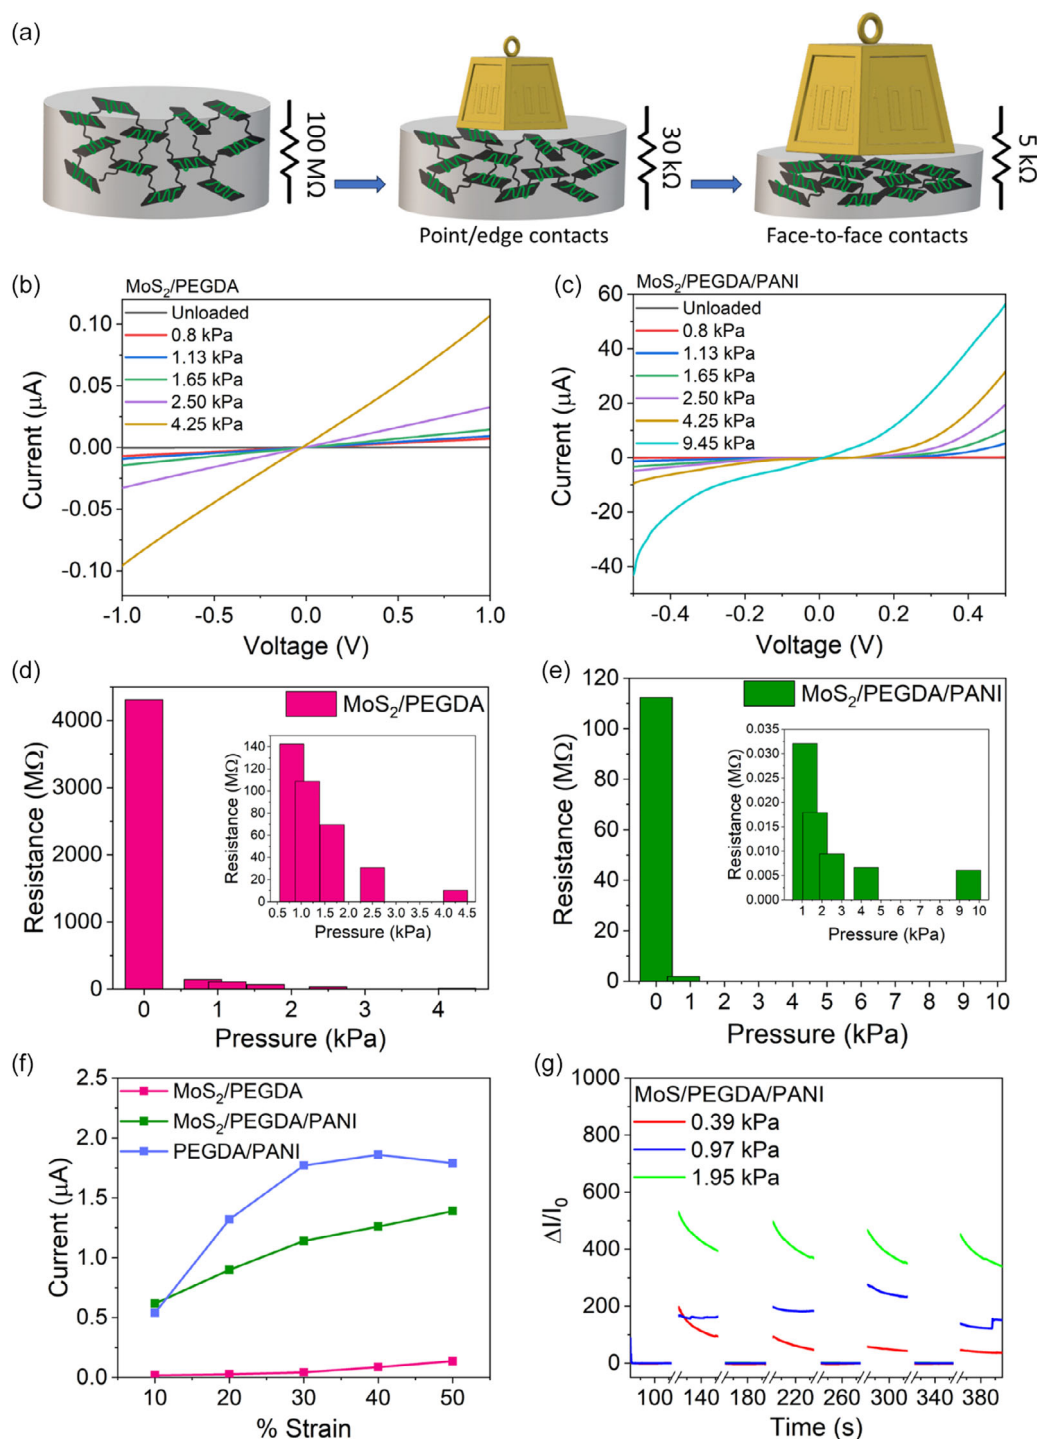 (a)
100 MΩ
30 kΩ
5 kΩ
Point/edge contacts
Face-to-face contacts
(b)
MoS₂/PEGDA
Unloaded
0.8 kPa
1.13 kPa
1.65 kPa
2.50 kPa
4.25 kPa
Current (μA)
0.10
0.05
0.00
-0.05
-0.10
-1.0 -0.5 0.0 0.5 1.0
Voltage (V)
(c)
MoS₂/PEGDA/PANI
Unloaded
0.8 kPa
1.13 kPa
1.65 kPa
2.50 kPa
4.25 kPa
9.45 kPa
Current (μA)
60
40
20
0
-20
-40
-0.4 -0.2 0.0 0.2 0.4
Voltage (V)
(d)
MoS₂/PEGDA
Resistance (MΩ)
4000
3000
2000
1000
0
0 1 2 3 4
Pressure (kPa)
Resistance (MΩ)
140
120
100
80
60
40
20
0
0.5 1.0 1.5 2.0 2.5 3.0 3.5 4.0 4.5
Pressure (kPa)
(e)
MoS₂/PEGDA/PANI
Resistance (MΩ)
120
100
80
60
40
20
0
0 1 2 3 4 5 6 7 8 9 10
Pressure (kPa)
Resistance (MΩ)
0.035
0.030
0.025
0.020
0.015
0.010
0.005
0.000
1 2 3 4 5 6 7 8 9 10
Pressure (kPa)
(f)
MoS₂/PEGDA
MoS₂/PEGDA/PANI
PEGDA/PANI
Current (μA)
2.5
2.0
1.5
1.0
0.5
0.0
10 20 30 40 50
% Strain
(g)
MoS/PEGDA/PANI
0.39 kPa
0.97 kPa
1.95 kPa
ΔI/I₀
1000
800
600
400
200
0
100 140 180 220 260 300 340 380
Time (s)